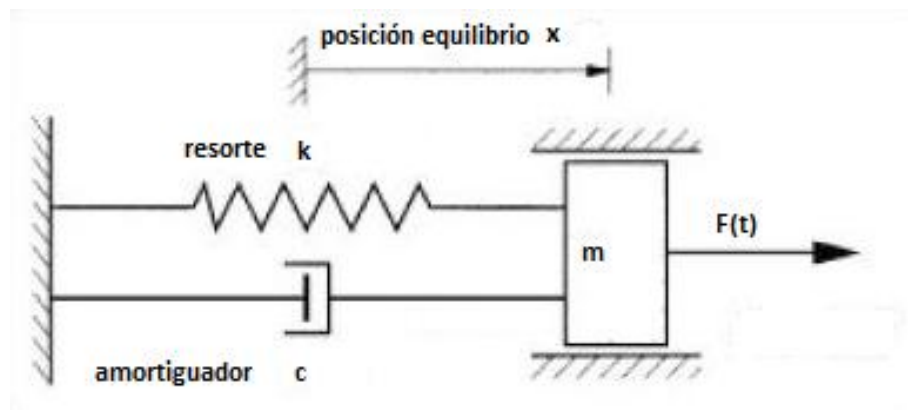 posición equilibrio x
resorte k
F(t)
m
amortiguador c